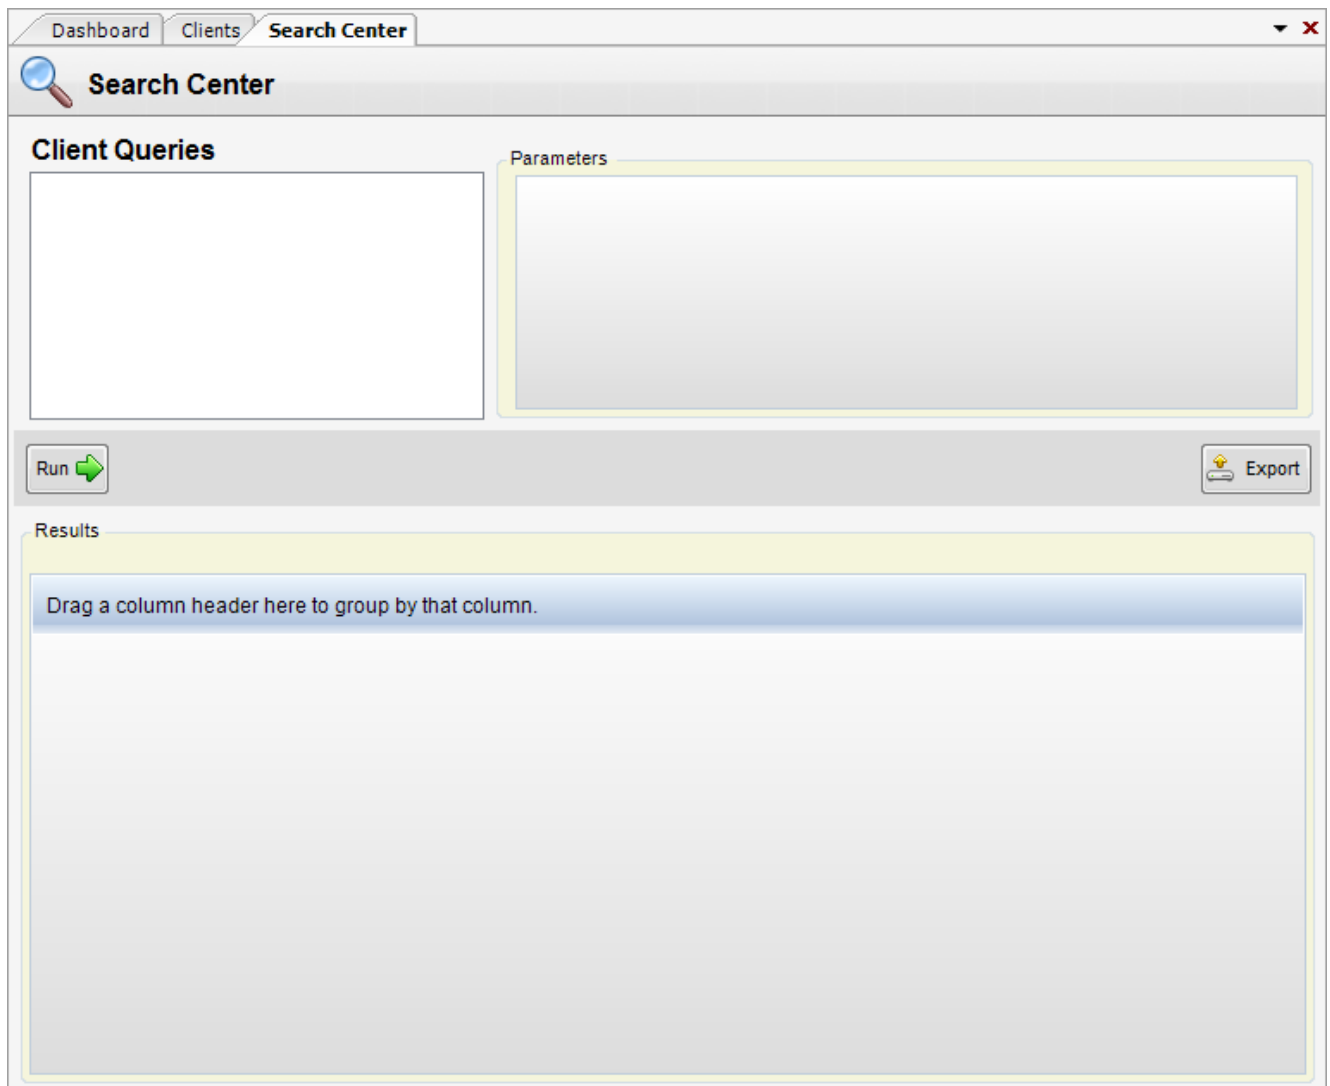 Dashboard Clients Search Center
Search Center
Client Queries
Parameters
Run
Export
Results
Drag a column header here to group by that column.